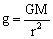 g = GM / r²